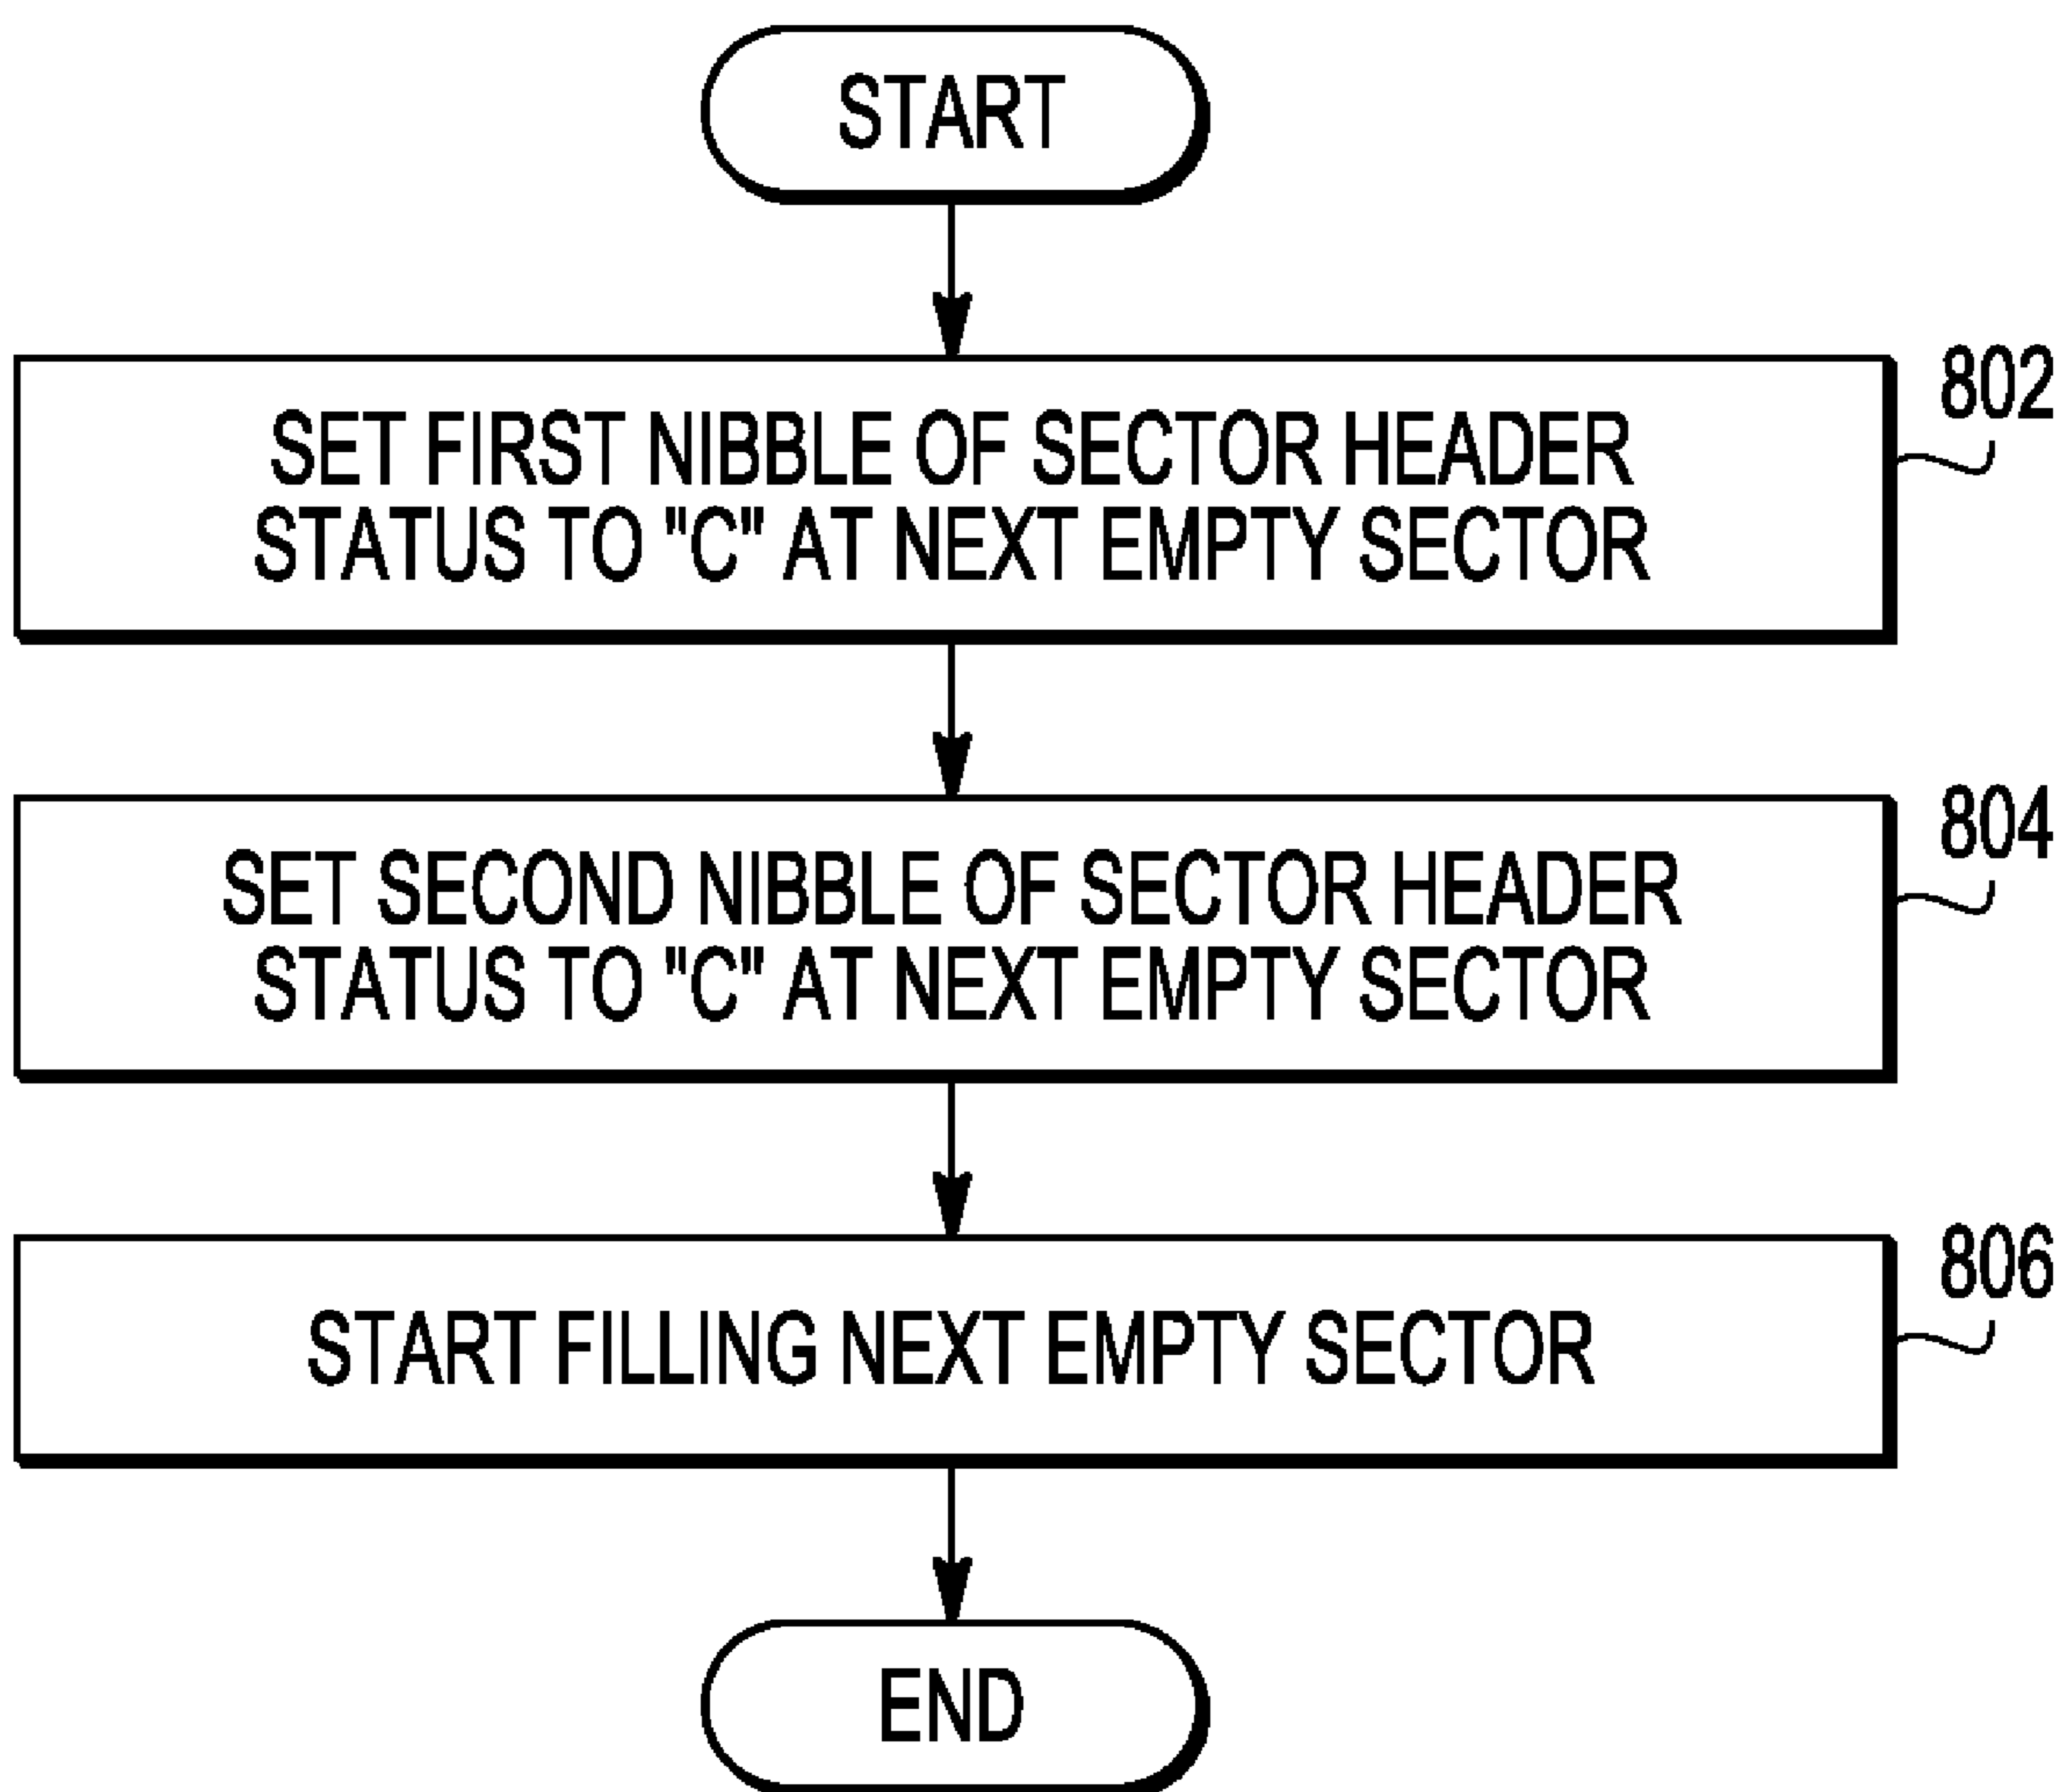 START
802
SET FIRST NIBBLE OF SECTOR HEADER
STATUS TO "C" AT NEXT EMPTY SECTOR
804
SET SECOND NIBBLE OF SECTOR HEADER
STATUS TO "C" AT NEXT EMPTY SECTOR
806
START FILLING NEXT EMPTY SECTOR
END